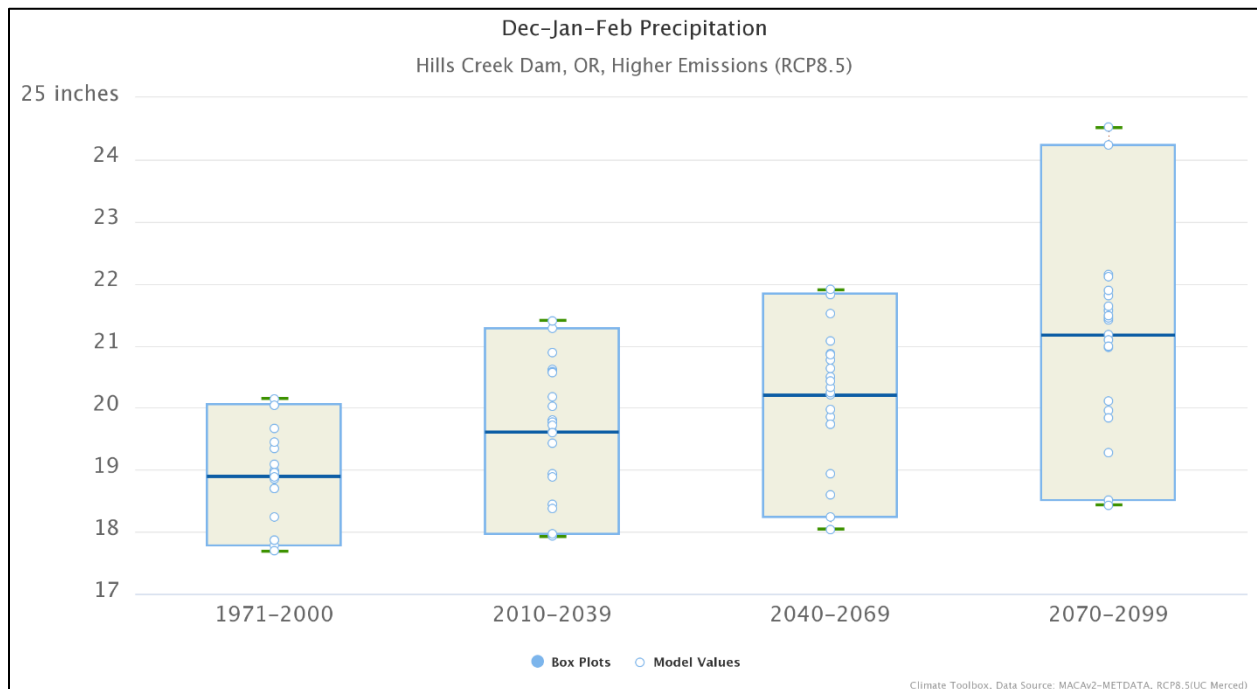 Dec-Jan-Feb Precipitation
Hills Creek Dam, OR, Higher Emissions (RCP8.5)
25 inches
24
23
22
21
20
19
18
17
1971-2000 2010-2039 2040-2069 2070-2099
Box Plots Model Values
Climate Toolbox, Data Source: MACAv2-METDATA, RCP8.5(UC Merced)